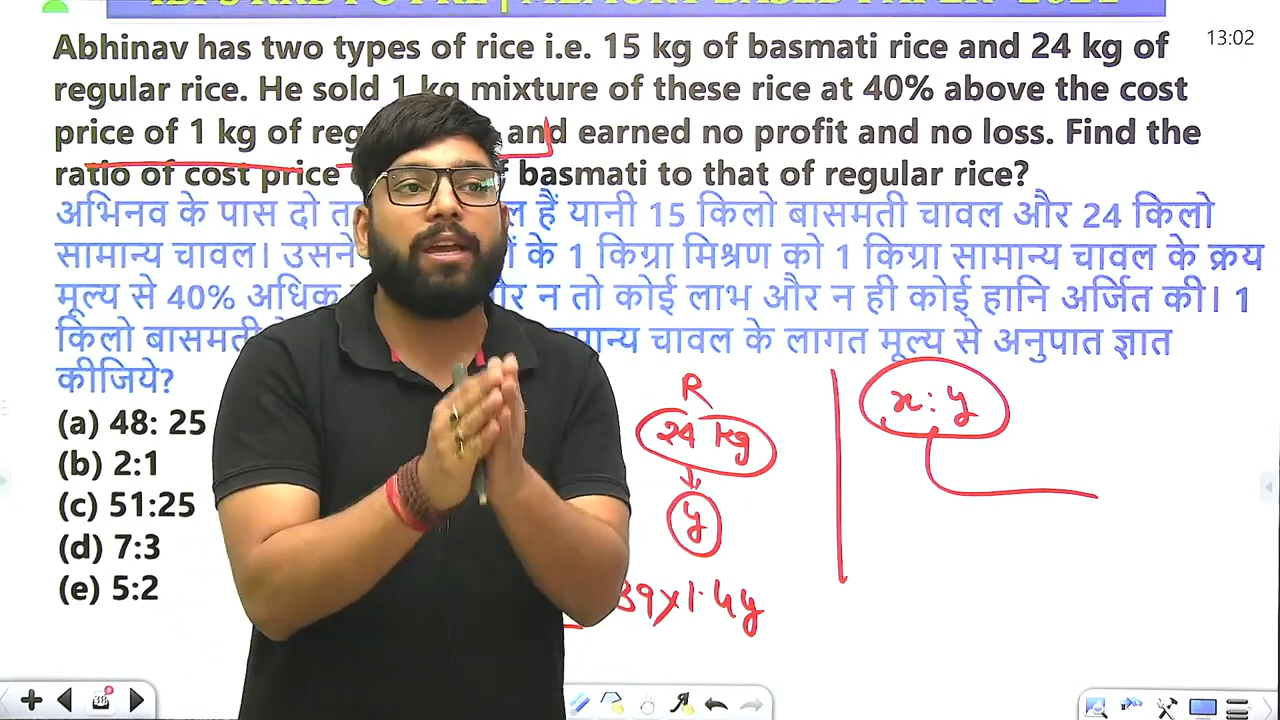 13:02
Abhinav has two types of rice i.e. 15 kg of basmati rice and 24 kg of
regular rice. He sold 1 kg mixture of these rice at 40% above the cost
price of 1 kg of reg and earned no profit and no loss. Find the
ratio of cost price basmati to that of regular rice?
अभिनव के पास दो हैं यानी 15 किलो बासमती चावल और 24 किलो
सामान्य चावल। उसने के 1 किग्रा मिश्रण को 1 किग्रा सामान्य चावल के क्रय
मूल्य से 40% अधिक न तो कोई लाभ और न ही कोई हानि अर्जित की। 1
किलो बासमती चावल के लागत मूल्य से अनुपात ज्ञात
कीजिये?
(a) 48: 25
(b) 2:1
(c) 51:25
(d) 7:3
(e) 5:2
R
24 kg
y
39×1.4y
x:y